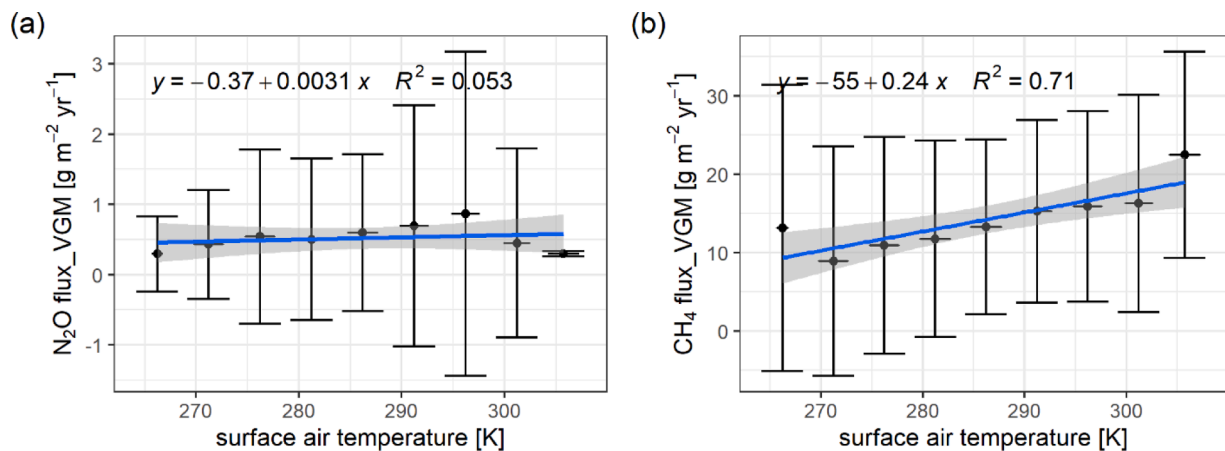 (a)
N₂O flux_VGM [g m⁻² yr⁻¹]
3
2
1
0
-1
y = −0.37 + 0.0031 x R² = 0.053
270 280 290 300
surface air temperature [K]
(b)
CH₄ flux_VGM [g m⁻² yr⁻¹]
30
20
10
0
y = −55 + 0.24 x R² = 0.71
270 280 290 300
surface air temperature [K]